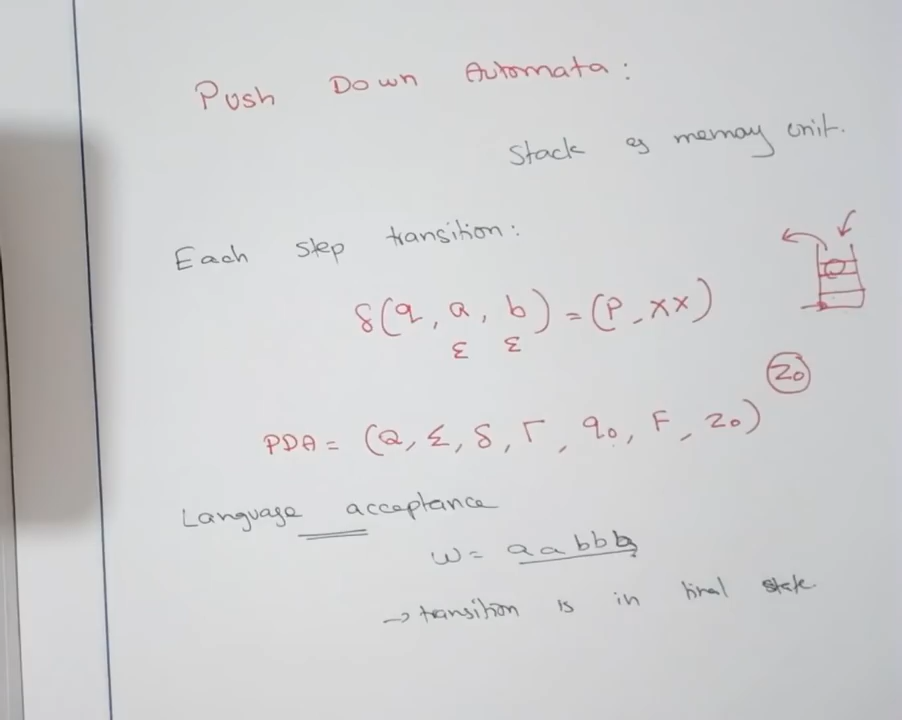 Push Down Automata:
Stack as memory unit.
Each step transition:
δ(q, a, b) = (p, xx)
ε ε
Z0
PDA = (Q, Σ, δ, Γ, q0, F, z0)
Language acceptance
w = aabbb
→ transition is in final state